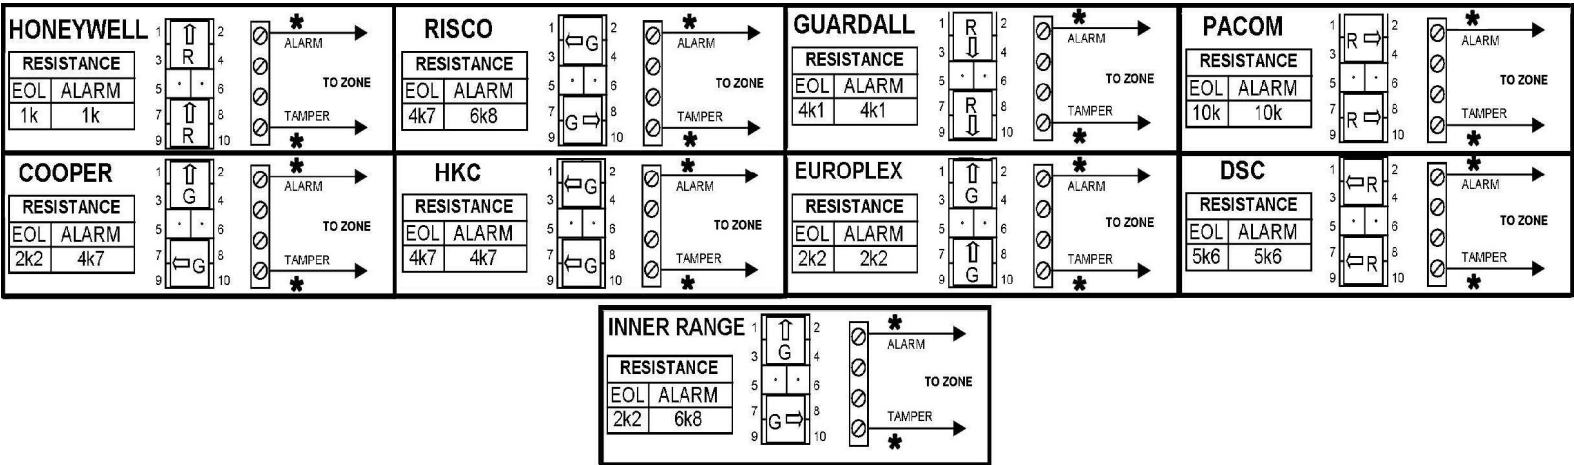 HONEYWELL
RESISTANCE
EOL ALARM
1k 1k
1 2
3 4
5 6
7 8
9 10
R
R
* ALARM
TO ZONE
TAMPER *
RISCO
RESISTANCE
EOL ALARM
4k7 6k8
1 2
3 4
5 6
7 8
9 10
G
G
* ALARM
TO ZONE
TAMPER *
GUARDALL
RESISTANCE
EOL ALARM
4k1 4k1
1 2
3 4
5 6
7 8
9 10
R
R
* ALARM
TO ZONE
TAMPER *
PACOM
RESISTANCE
EOL ALARM
10k 10k
1 2
3 4
5 6
7 8
9 10
R
R
* ALARM
TO ZONE
TAMPER *
COOPER
RESISTANCE
EOL ALARM
2k2 4k7
1 2
3 4
5 6
7 8
9 10
G
G
* ALARM
TO ZONE
TAMPER *
HKC
RESISTANCE
EOL ALARM
4k7 4k7
1 2
3 4
5 6
7 8
9 10
G
G
* ALARM
TO ZONE
TAMPER *
EUROPLEX
RESISTANCE
EOL ALARM
2k2 2k2
1 2
3 4
5 6
7 8
9 10
G
G
* ALARM
TO ZONE
TAMPER *
DSC
RESISTANCE
EOL ALARM
5k6 5k6
1 2
3 4
5 6
7 8
9 10
R
R
* ALARM
TO ZONE
TAMPER *
INNER RANGE
RESISTANCE
EOL ALARM
2k2 6k8
1 2
3 4
5 6
7 8
9 10
G
G
* ALARM
TO ZONE
TAMPER *